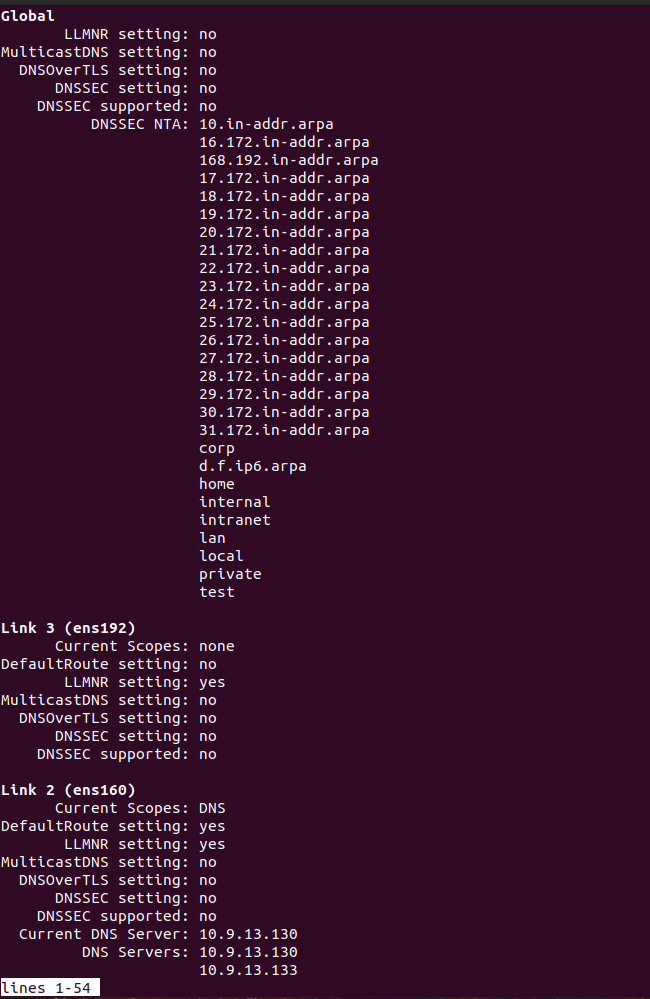 Global
LLMNR setting: no
MulticastDNS setting: no
DNSOverTLS setting: no
DNSSEC setting: no
DNSSEC supported: no
DNSSEC NTA: 10.in-addr.arpa
16.172.in-addr.arpa
168.192.in-addr.arpa
17.172.in-addr.arpa
18.172.in-addr.arpa
19.172.in-addr.arpa
20.172.in-addr.arpa
21.172.in-addr.arpa
22.172.in-addr.arpa
23.172.in-addr.arpa
24.172.in-addr.arpa
25.172.in-addr.arpa
26.172.in-addr.arpa
27.172.in-addr.arpa
28.172.in-addr.arpa
29.172.in-addr.arpa
30.172.in-addr.arpa
31.172.in-addr.arpa
corp
d.f.ip6.arpa
home
internal
intranet
lan
local
private
test
Link 3 (ens192)
Current Scopes: none
DefaultRoute setting: no
LLMNR setting: yes
MulticastDNS setting: no
DNSOverTLS setting: no
DNSSEC setting: no
DNSSEC supported: no
Link 2 (ens160)
Current Scopes: DNS
DefaultRoute setting: yes
LLMNR setting: yes
MulticastDNS setting: no
DNSOverTLS setting: no
DNSSEC setting: no
DNSSEC supported: no
Current DNS Server: 10.9.13.130
DNS Servers: 10.9.13.130
10.9.13.133
lines 1-54